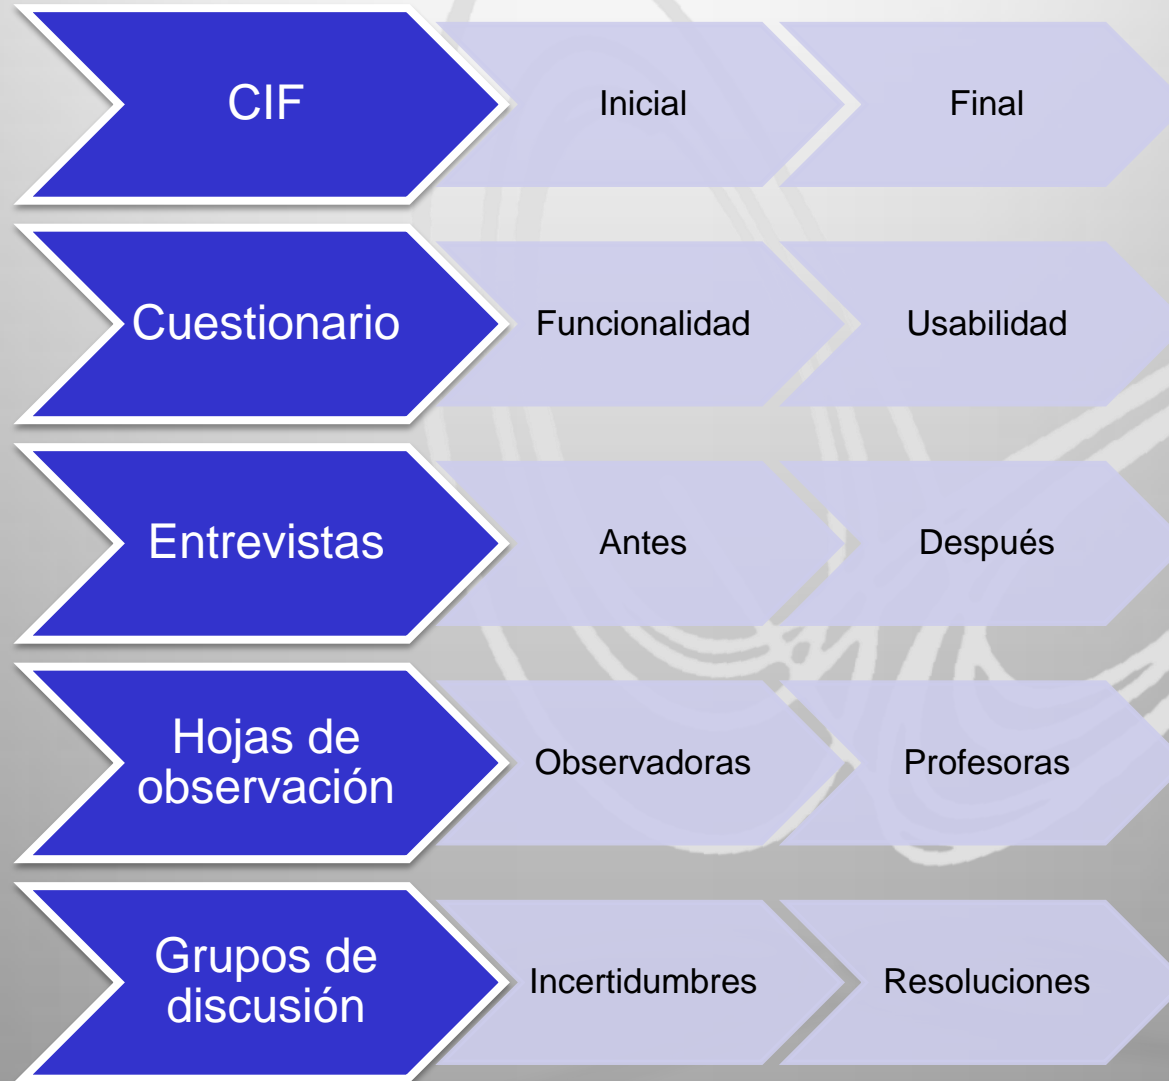 CIF
Inicial
Final
Cuestionario
Funcionalidad
Usabilidad
Entrevistas
Antes
Después
Hojas de
observación
Observadoras
Profesoras
Grupos de
discusión
Incertidumbres
Resoluciones